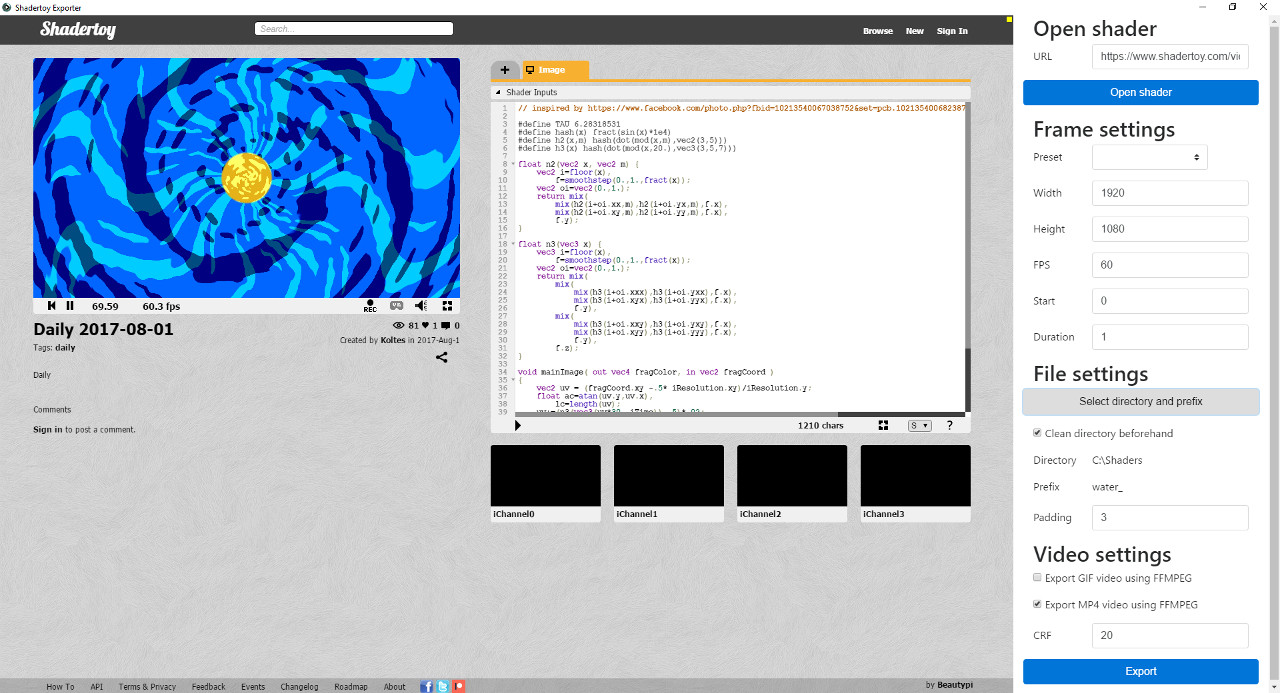 Shadertoy Exporter
Shadertoy
Search...
Browse New Sign In
69.59 60.3 fps
REC
Daily 2017-08-01
81 1 0
Tags: daily
Created by Koltes in 2017-Aug-1
Daily
Comments
Sign in to post a comment.
+ Image
Shader Inputs
1 // inspired by https://www.facebook.com/photo.php?fbid=10213540067038752&set=pcb.102135400682387
2
3 #define TAU 6.28318531
4 #define hash(x) fract(sin(x)*1e4)
5 #define h2(x,m) hash(dot(mod(x,m),vec2(3,5)))
6 #define h3(x) hash(dot(mod(x,20.),vec3(3,5,7)))
7
8 float n2(vec2 x, vec2 m) {
9 vec2 i=floor(x),
10 f=smoothstep(0.,1.,fract(x));
11 vec2 oi=vec2(0.,1.);
12 return mix(
13 mix(h2(i+oi.xx,m),h2(i+oi.yx,m),f.x),
14 mix(h2(i+oi.xy,m),h2(i+oi.yy,m),f.x),
15 f.y);
16 }
17
18 float n3(vec3 x) {
19 vec3 i=floor(x),
20 f=smoothstep(0.,1.,fract(x));
21 vec2 oi=vec2(0.,1.);
22 return mix(
23 mix(
24 mix(h3(i+oi.xxx),h3(i+oi.yxx),f.x),
25 mix(h3(i+oi.xyx),h3(i+oi.yyx),f.x),
26 f.y),
27 mix(
28 mix(h3(i+oi.xxy),h3(i+oi.yxy),f.x),
29 mix(h3(i+oi.xyy),h3(i+oi.yyy),f.x),
30 f.y),
31 f.z);
32 }
33
34 void mainImage( out vec4 fragColor, in vec2 fragCoord )
35 {
36 vec2 uv = (fragCoord.xy -.5* iResolution.xy)/iResolution.y;
37 float ac=atan(uv.y,uv.x),
38 lc=length(uv);
39
1210 chars S ?
iChannel0 iChannel1 iChannel2 iChannel3
How To API Terms & Privacy Feedback Events Changelog Roadmap About
by Beautypi
Open shader
URL https://www.shadertoy.com/vi
Open shader
Frame settings
Preset
Width 1920
Height 1080
FPS 60
Start 0
Duration 1
File settings
Select directory and prefix
Clean directory beforehand
Directory C:\Shaders
Prefix water_
Padding 3
Video settings
Export GIF video using FFMPEG
Export MP4 video using FFMPEG
CRF 20
Export